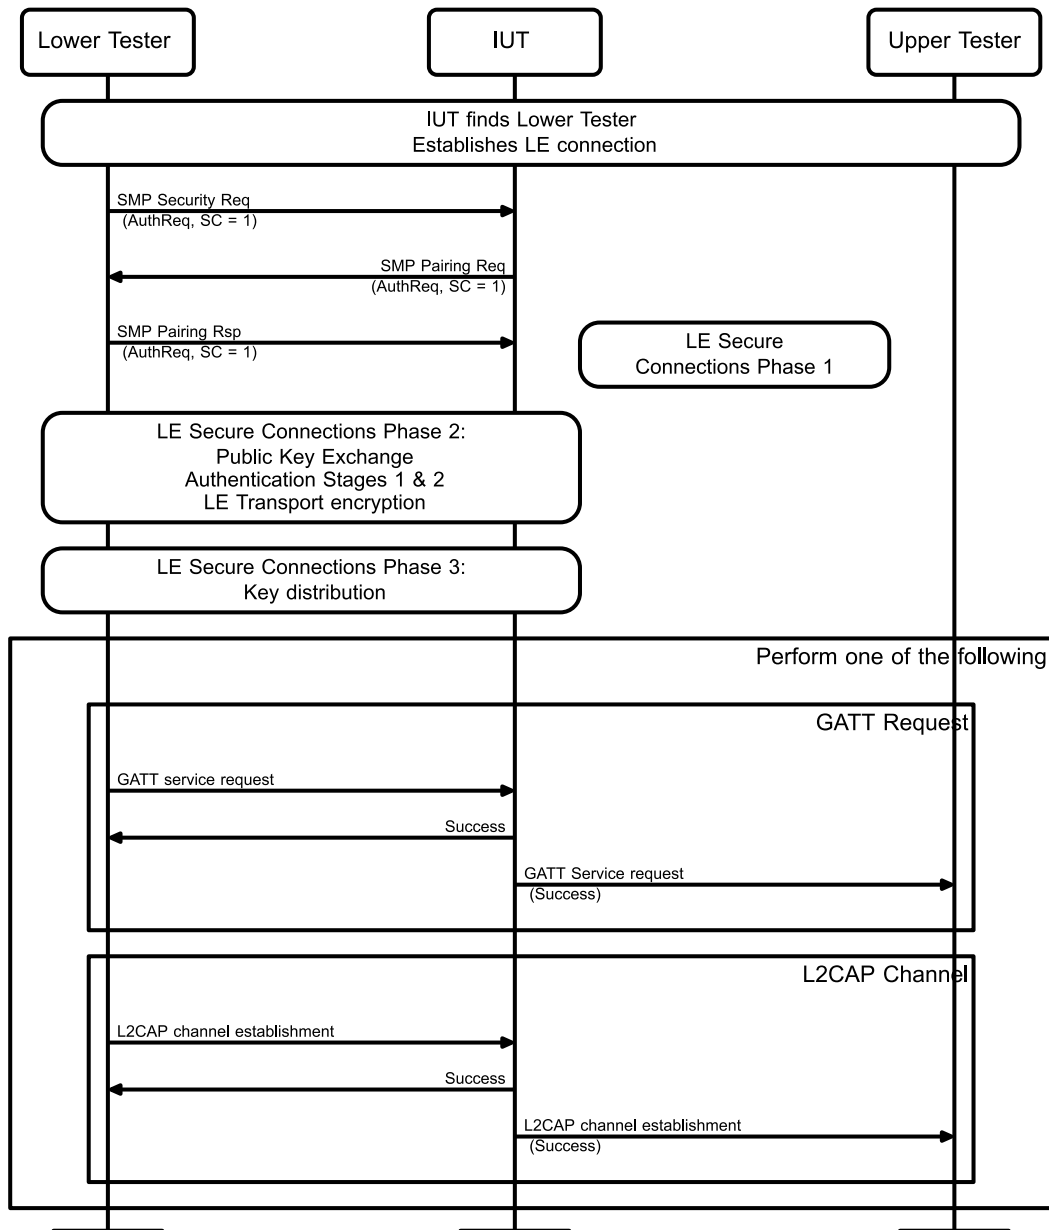 Lower Tester
IUT
Upper Tester
IUT finds Lower Tester
Establishes LE connection
SMP Security Req
(AuthReq, SC = 1)
SMP Pairing Req
(AuthReq, SC = 1)
SMP Pairing Rsp
(AuthReq, SC = 1)
LE Secure
Connections Phase 1
LE Secure Connections Phase 2:
Public Key Exchange
Authentication Stages 1 & 2
LE Transport encryption
LE Secure Connections Phase 3:
Key distribution
Perform one of the following
GATT Request
GATT service request
Success
GATT Service request
(Success)
L2CAP Channel
L2CAP channel establishment
Success
L2CAP channel establishment
(Success)